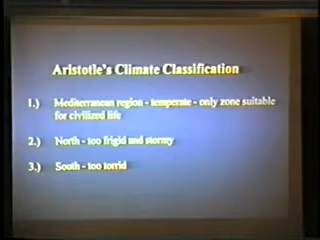 Aristotle's Climate Classification
1.) Mediterranean region - temperate - only zone suitable
for civilized life
2.) North - too frigid and stormy
3.) South - too torrid